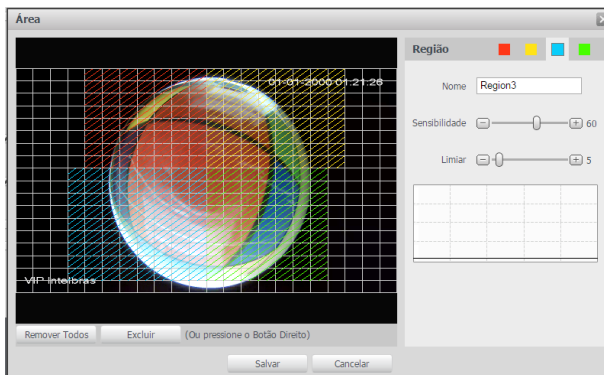 Área
X
01-01-2000 01:21:26
VIP Intelbras
Remover Todos
Excluir
(Ou pressione o Botão Direito)
Região
Nome
Region3
Sensibilidade
60
Limiar
5
Salvar
Cancelar